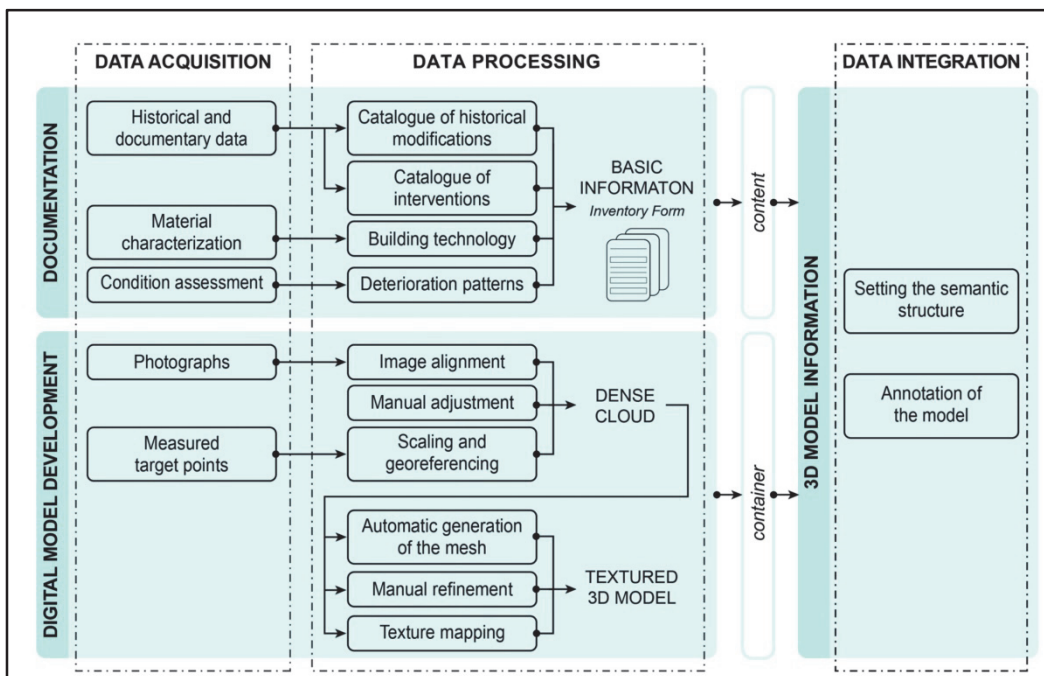 DATA ACQUISITION
DATA PROCESSING
DATA INTEGRATION
DOCUMENTATION
Historical and
documentary data
Material
characterization
Condition assessment
Catalogue of historical
modifications
Catalogue of
interventions
Building technology
Deterioration patterns
BASIC
INFORMATON
Inventory Form
content
DIGITAL MODEL DEVELOPMENT
Photographs
Measured
target points
Image alignment
Manual adjustment
Scaling and
georeferencing
DENSE
CLOUD
Automatic generation
of the mesh
Manual refinement
Texture mapping
TEXTURED
3D MODEL
container
3D MODEL INFORMATION
Setting the semantic
structure
Annotation of
the model